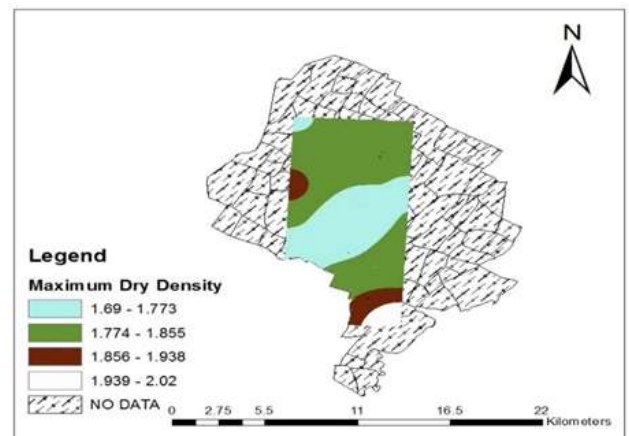 N
Legend
Maximum Dry Density
1.69 - 1.773
1.774 - 1.855
1.856 - 1.938
1.939 - 2.02
NO DATA
0 2.75 5.5 11 16.5 22
Kilometers